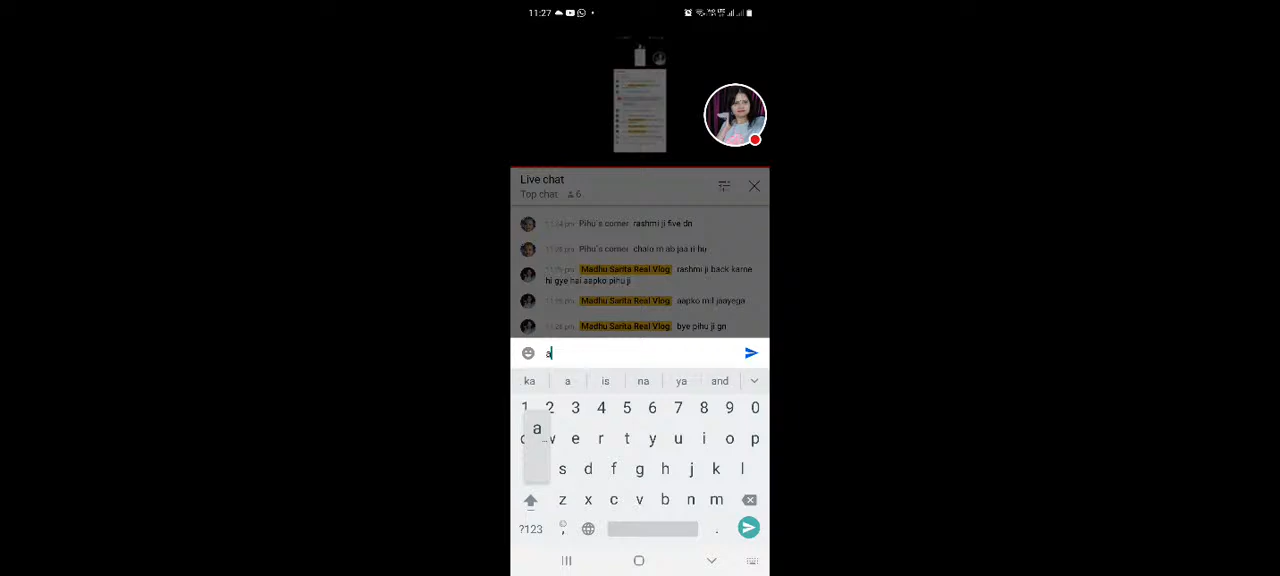 11:27
Live chat
Top chat 6
Pihu's corner rashmi ji five dn
Pihu's corner chalo m ab jaa ri hu
Madhu Sarita Real Vlog rashmi ji back karne
hi gye hai aapko pihu ji
Madhu Sarita Real Vlog aapko mil jaayega
Madhu Sarita Real Vlog bye pihu ji gn
a
ka a is na ya and
1 2 3 4 5 6 7 8 9 0
a
w e r t y u i o p
s d f g h j k l
z x c v b n m
?123 , .